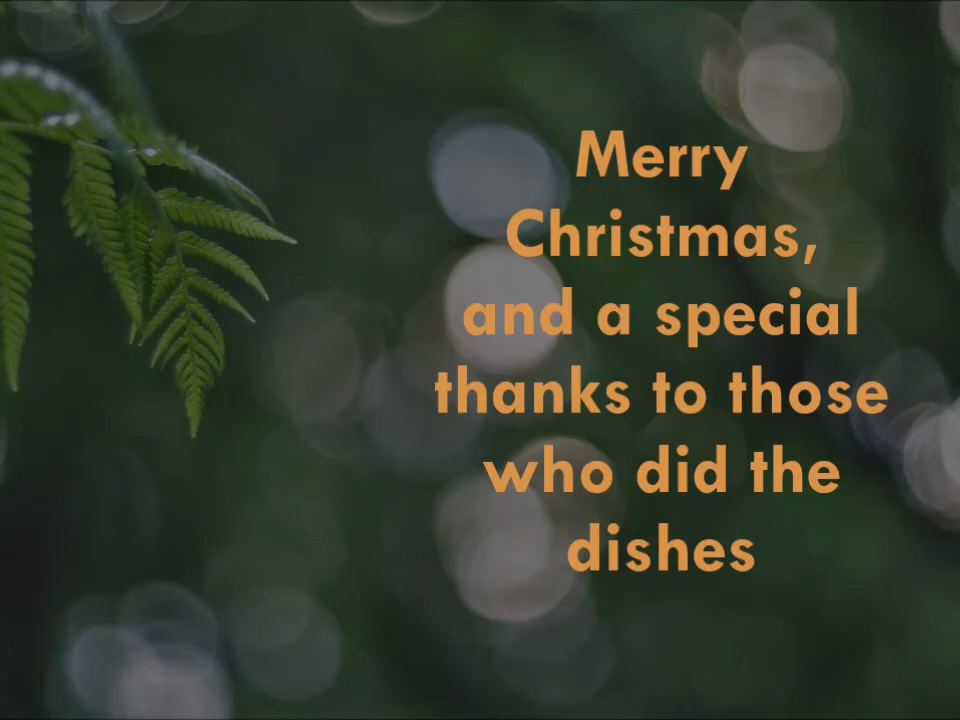 Merry
Christmas,
and a special
thanks to those
who did the
dishes